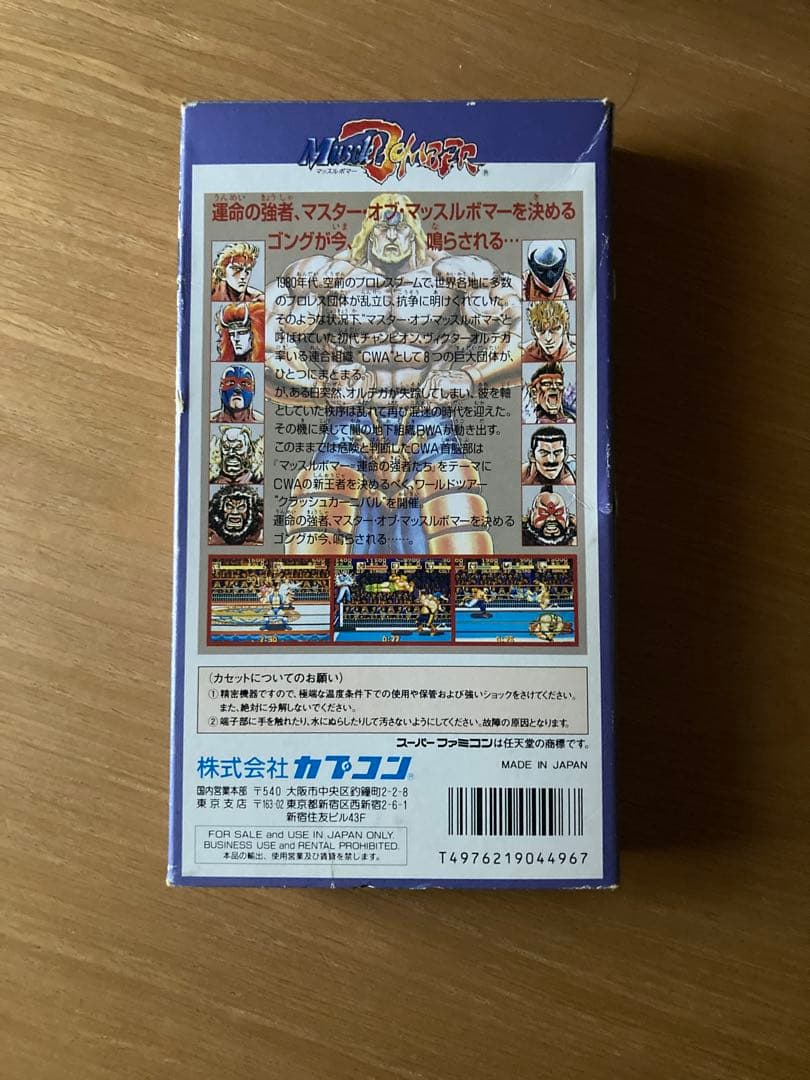 Muscle BOMBER ®
マッスルボマー
運命の強者、マスター・オブ・マッスルボマーを決める
ゴングが今、鳴らされる…
1980年代。空前のプロレスブームで、世界各地に多数
のプロレス団体が乱立し、抗争に明けくれていた。
そのような状況下、“マスター・オブ・マッスルボマー”と
呼ばれていた初代チャンピオン、ヴィクターオルテガ
率いる連合組織“CWA”として8つの巨大団体が、
ひとつにまとまる。
が、ある日突然、オルテガが失踪してしまい、彼を軸
としていた秩序は乱れて再び混迷の時代を迎えた。
その機に乗じて闇の地下組織BWAが動き出す。
このままでは危険と判断したCWA首脳部は
『マッスルボマー=運命の強者たち』をテーマに
CWAの新王者を決めるべく、ワールドツアー
“クラッシュカーニバル”を開催。
運命の強者、マスター・オブ・マッスルボマーを決める
ゴングが今、鳴らされる……。
〈カセットについてのお願い〉
①精密機器ですので、極端な温度条件下での使用や保管および強いショックをさけてください。
また、絶対に分解しないでください。
②端子部に手を触れたり、水にぬらしたりして汚さないようにしてください。故障の原因となります。
スーパーファミコンは任天堂の商標です。
株式会社カプコン®
MADE IN JAPAN
国内営業本部 〒540 大阪市中央区釣鐘町2-2-8
東京支店 〒163-02 東京都新宿区西新宿2-6-1
新宿住友ビル43F
FOR SALE and USE IN JAPAN ONLY.
BUSINESS USE and RENTAL PROHIBITED.
本品の輸出、使用営業及び賃貸を禁じます。
T4976219044967